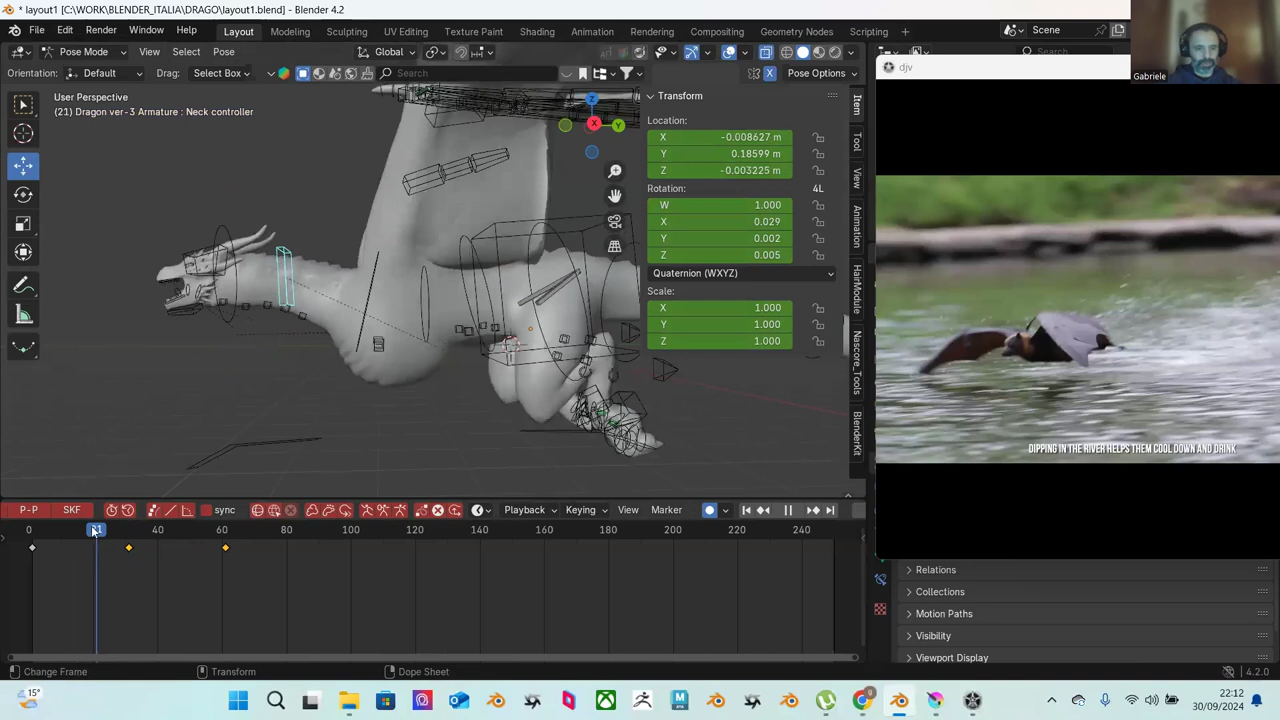 * layout1 [C:\WORK\BLENDER_ITALIA\DRAGO\layout1.blend] - Blender 4.2
File Edit Render Window Help Layout Modeling Sculpting UV Editing Texture Paint Shading Animation Rendering Compositing Geometry Nodes Scripting + Scene
Pose Mode View Select Pose Global Search
Orientation: Default Drag: Select Box Search X Pose Options
djv
Gabriele
User Perspective
(21) Dragon ver-3 Armature : Neck controller
Z
Y
X
Transform
Location:
X -0.008627 m
Y 0.18599 m
Z -0.003225 m
Rotation: 4L
W 1.000
X 0.029
Y 0.002
Z 0.005
Quaternion (WXYZ)
Scale:
X 1.000
Y 1.000
Z 1.000
Item
Tool
View
Animation
HairModule
Nascore_Tools
BlenderKit
DIPPING IN THE RIVER HELPS THEM COOL DOWN AND DRINK
P-P SKF sync Playback Keying View Marker
0 21 40 60 80 100 120 140 160 180 200 220 240
Relations
Collections
Motion Paths
Visibility
Viewport Display
Change Frame Transform Dope Sheet 4.2.0
15°
22:12
30/09/2024